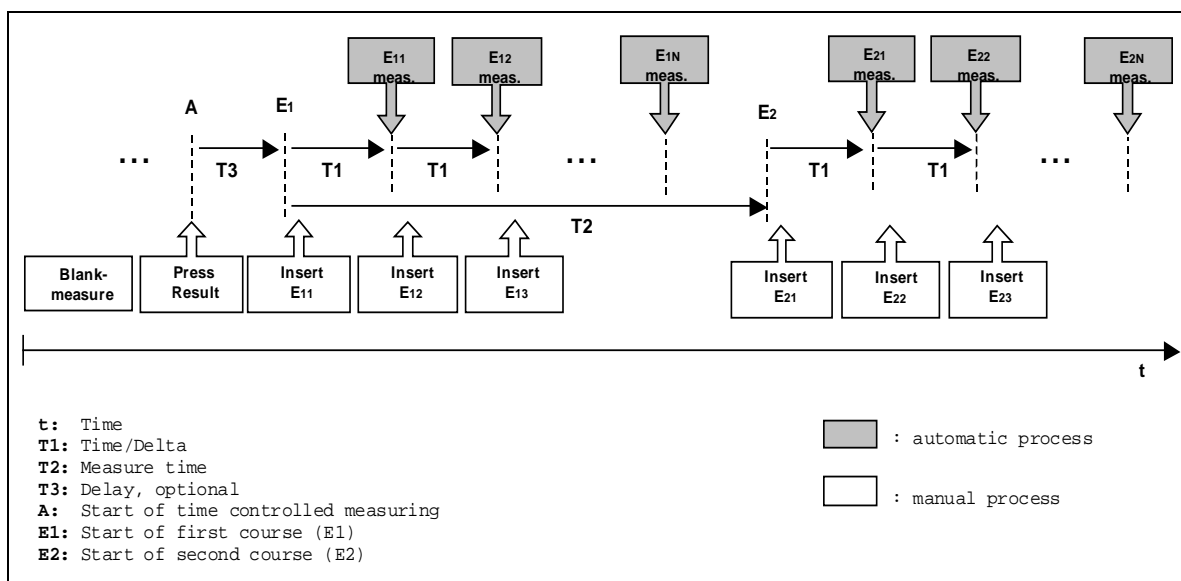 E11 meas.
E12 meas.
E1N meas.
E21 meas.
E22 meas.
E2N meas.
A
E1
E2
...
T3
T1
T1
...
T1
T1
...
T2
Blank-
measure
Press
Result
Insert
E11
Insert
E12
Insert
E13
Insert
E21
Insert
E22
Insert
E23
t
t: Time
T1: Time/Delta
T2: Measure time
T3: Delay, optional
A: Start of time controlled measuring
E1: Start of first course (E1)
E2: Start of second course (E2)
: automatic process
: manual process